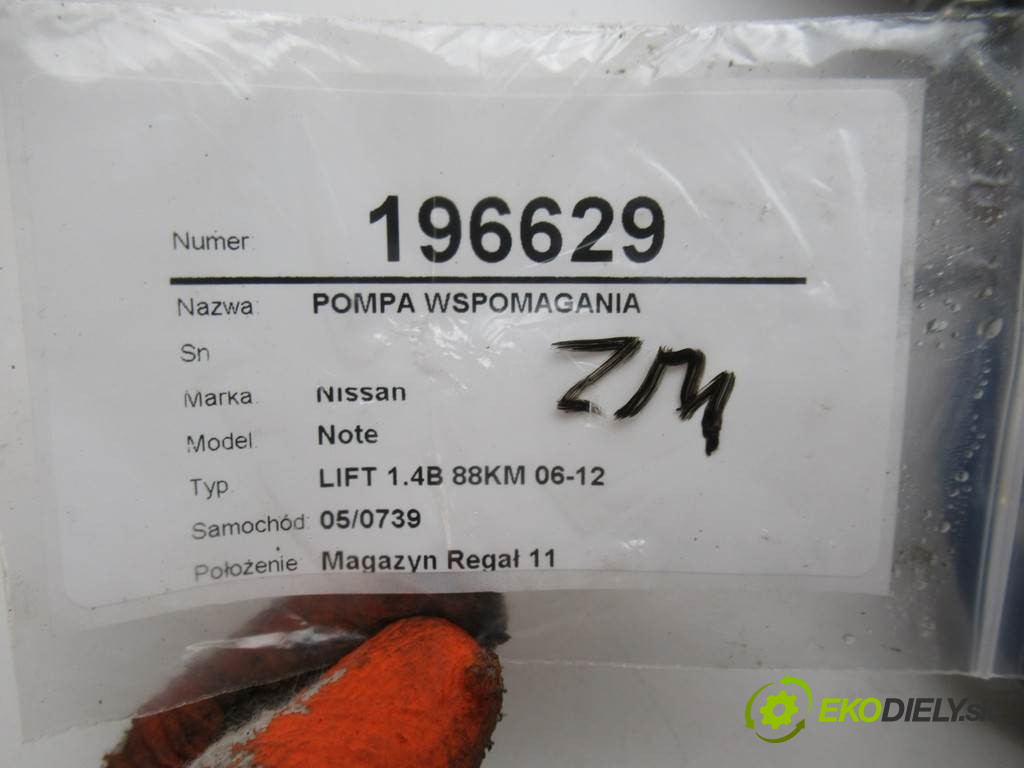 Numer: 196629
Nazwa: POMPA WSPOMAGANIA
Sn
ZM
Marka: Nissan
Model: Note
Typ: LIFT 1.4B 88KM 06-12
Samochód: 05/0739
Położenie Magazyn Regał 11
EKODIELY.s